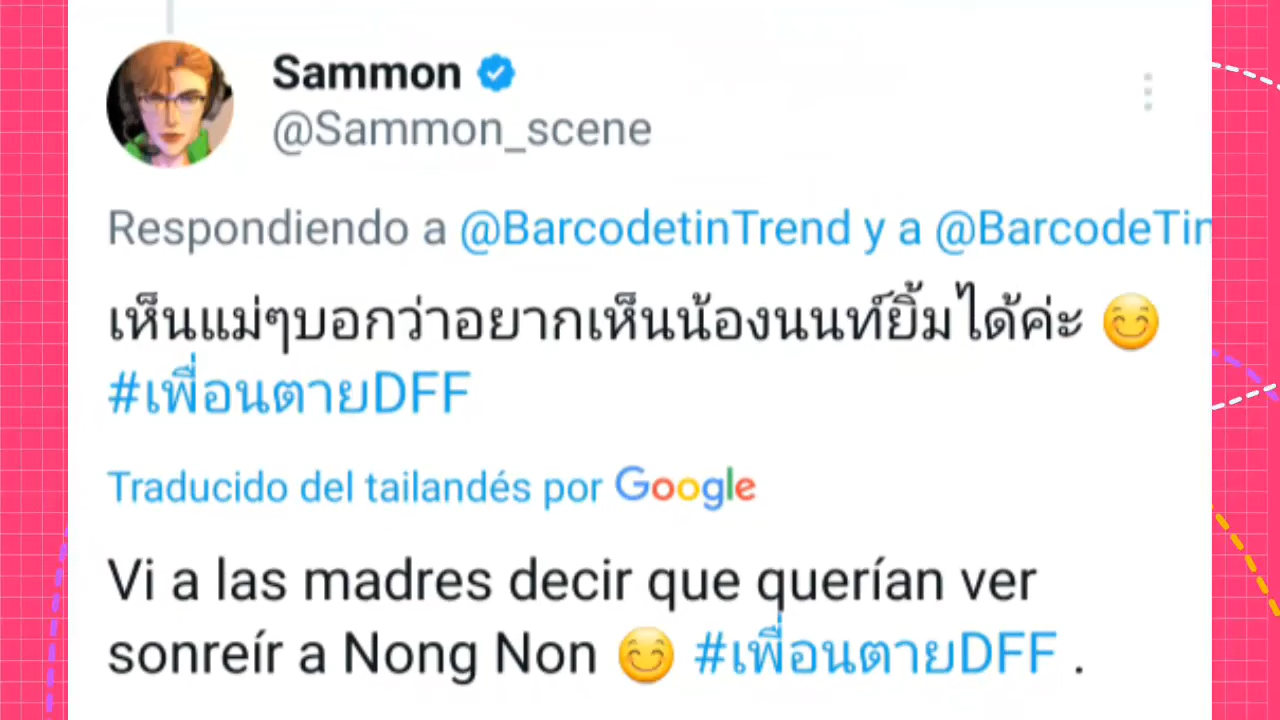 Sammon
@Sammon_scene
Respondiendo a @BarcodetinTrend y a @BarcodeTin
เห็นแม่ๆบอกว่าอยากเห็นน้องนนท์ยิ้มได้ค่ะ 😊
#เพื่อนตายDFF
Traducido del tailandés por Google
Vi a las madres decir que querían ver
sonreír a Nong Non 😊 #เพื่อนตายDFF .